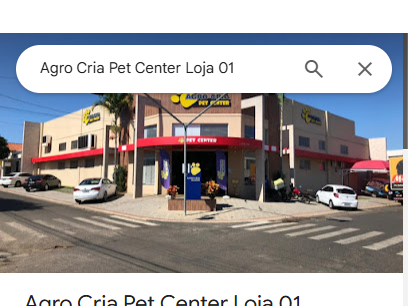 Agro Cria Pet Center Loja 01
AGRO CRIA
PET CENTER
PET CENTER
Agro Cria Pet Center Loja 01